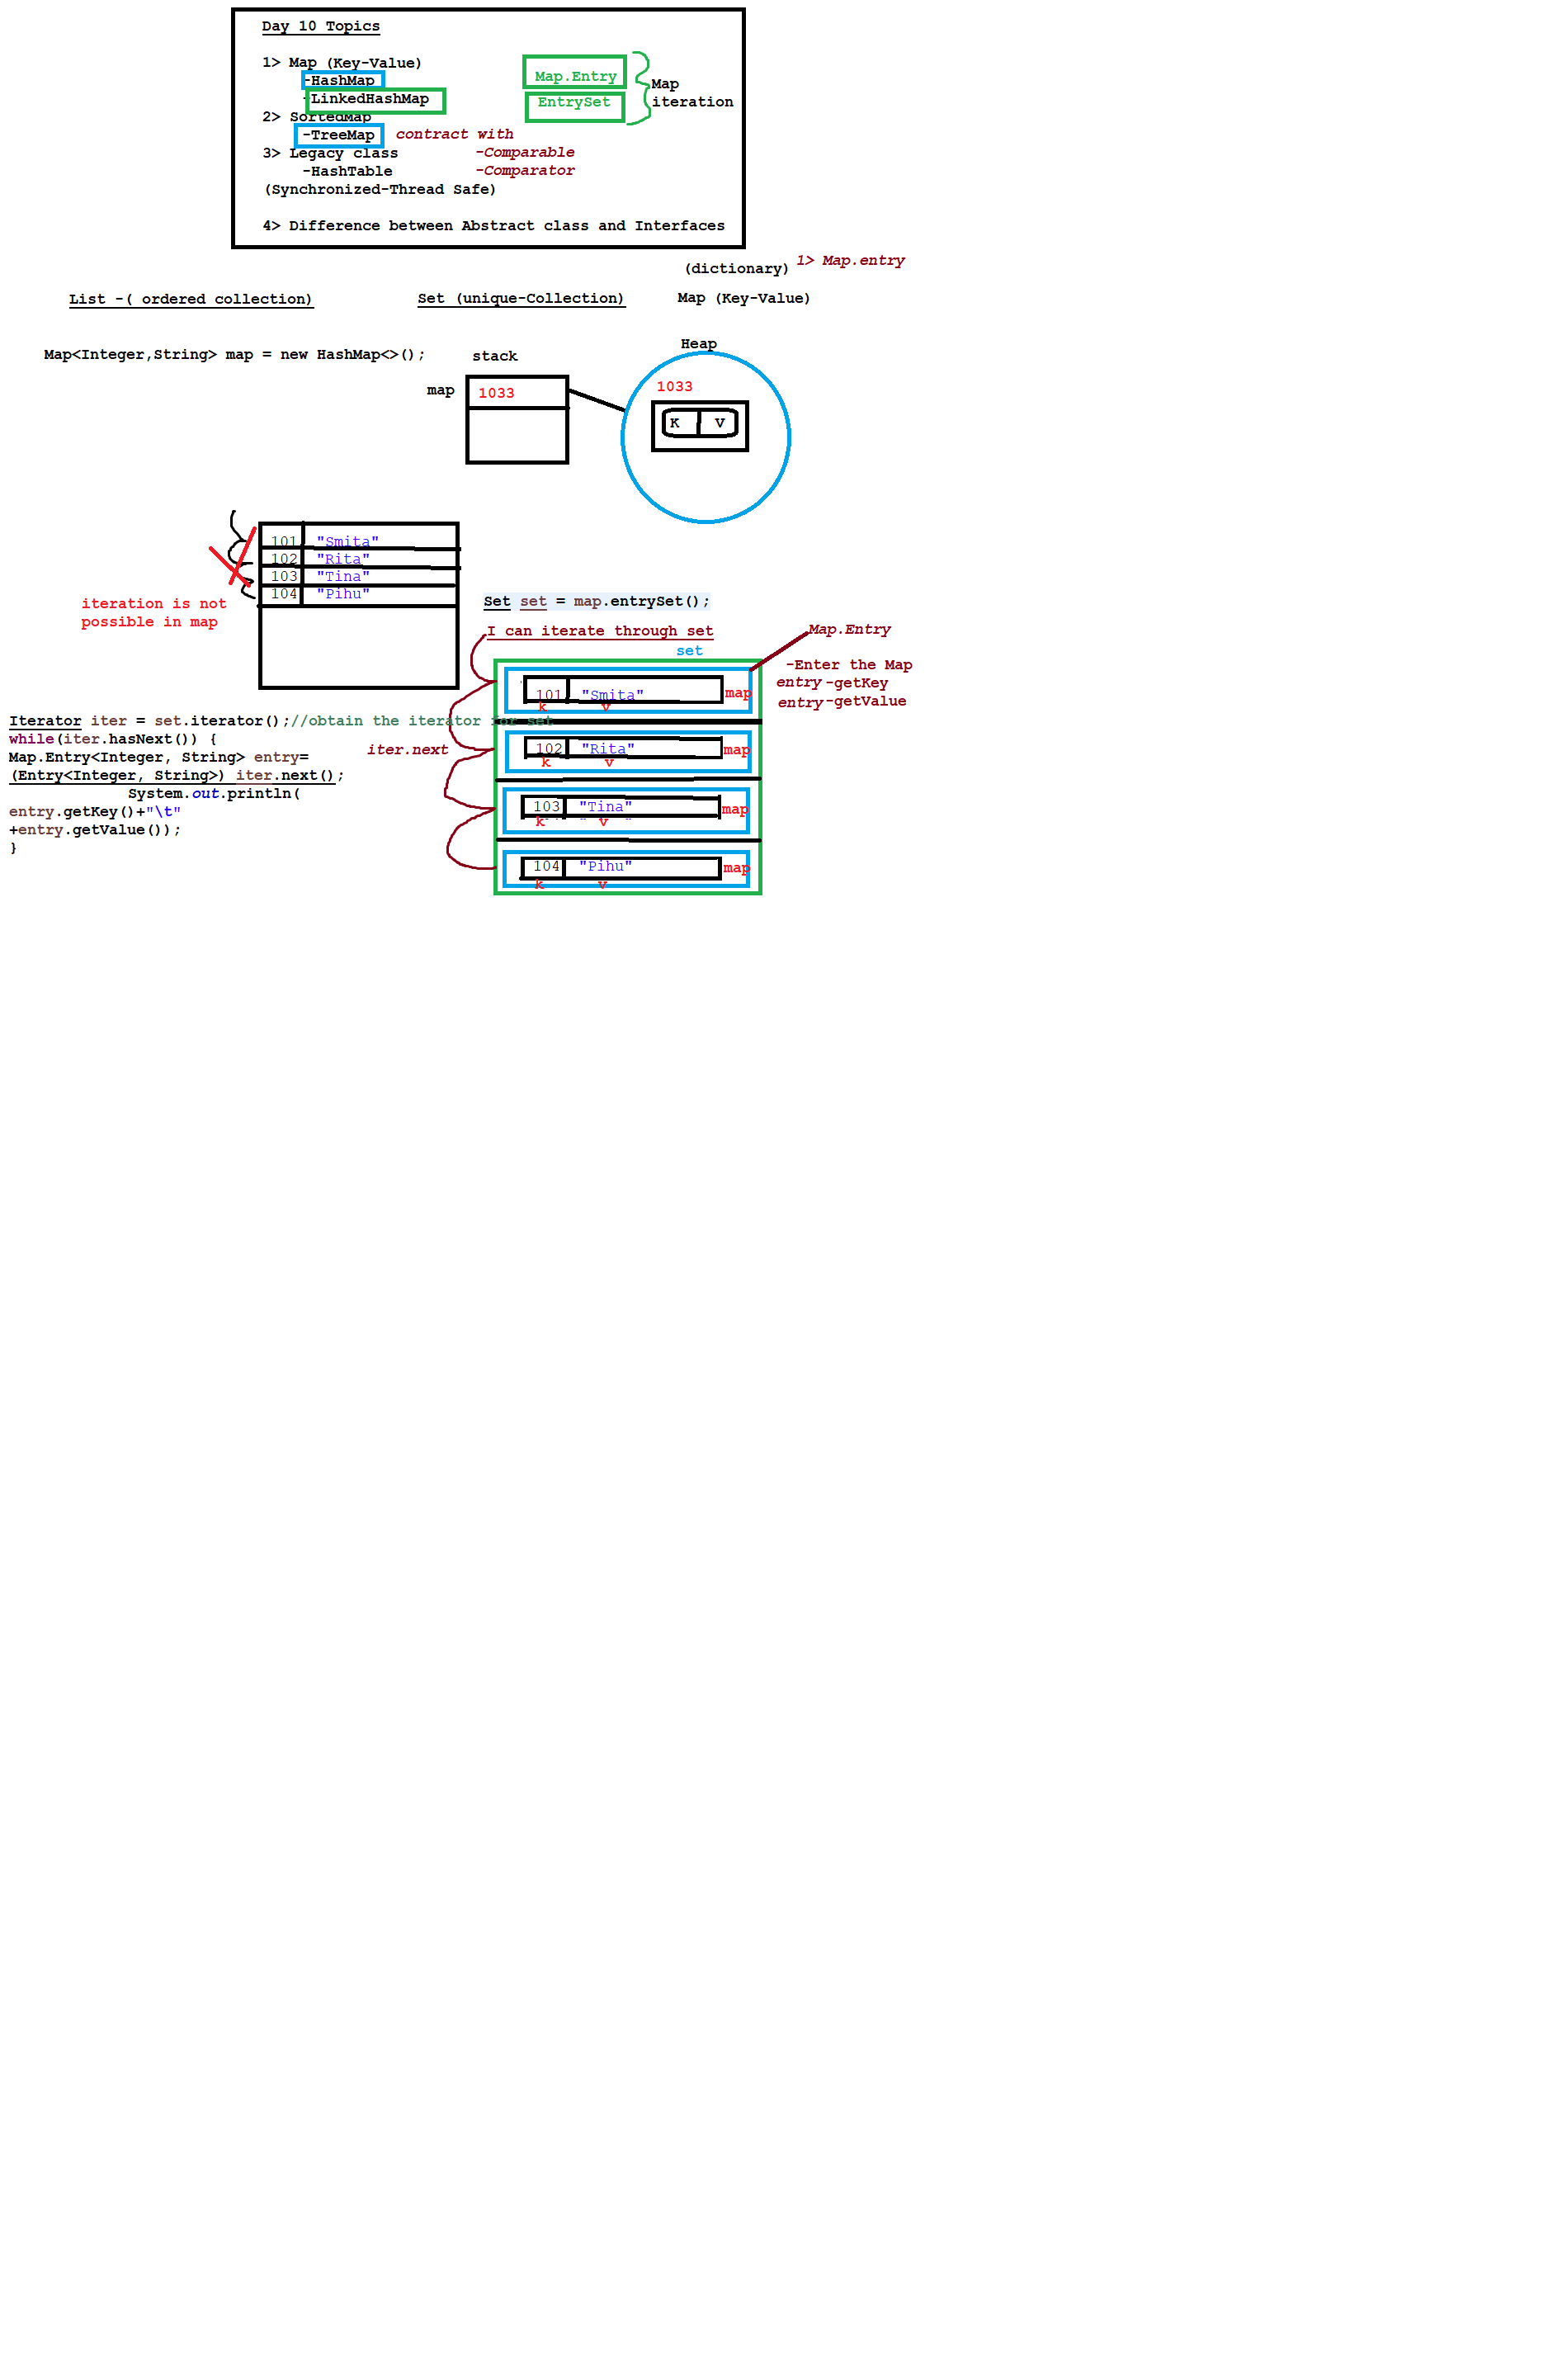 Day 10 Topics
1> Map (Key-Value)
-HashMap
-LinkedHashMap
2> SortedMap
-TreeMap contract with
3> Legacy class -Comparable
-HashTable -Comparator
(Synchronized-Thread Safe)
4> Difference between Abstract class and Interfaces
Map.Entry
EntrySet
Map
iteration
(dictionary) 1> Map.entry
List -( ordered collection) Set (unique-Collection) Map (Key-Value)
Map<Integer,String> map = new HashMap<>();
stack
Heap
map 1033
1033
K V
101 "Smita"
102 "Rita"
103 "Tina"
104 "Pihu"
iteration is not
possible in map
Set set = map.entrySet();
I can iterate through set
set
Map.Entry
-Enter the Map
entry-getKey
entry-getValue
101 "Smita" map
k v
iter.next
102 "Rita" map
k v
103 "Tina" map
k v
104 "Pihu" map
k v
Iterator iter = set.iterator();//obtain the iterator for set
while(iter.hasNext()) {
Map.Entry<Integer, String> entry=
(Entry<Integer, String>) iter.next();
System.out.println(
entry.getKey()+"\t"
+entry.getValue());
}